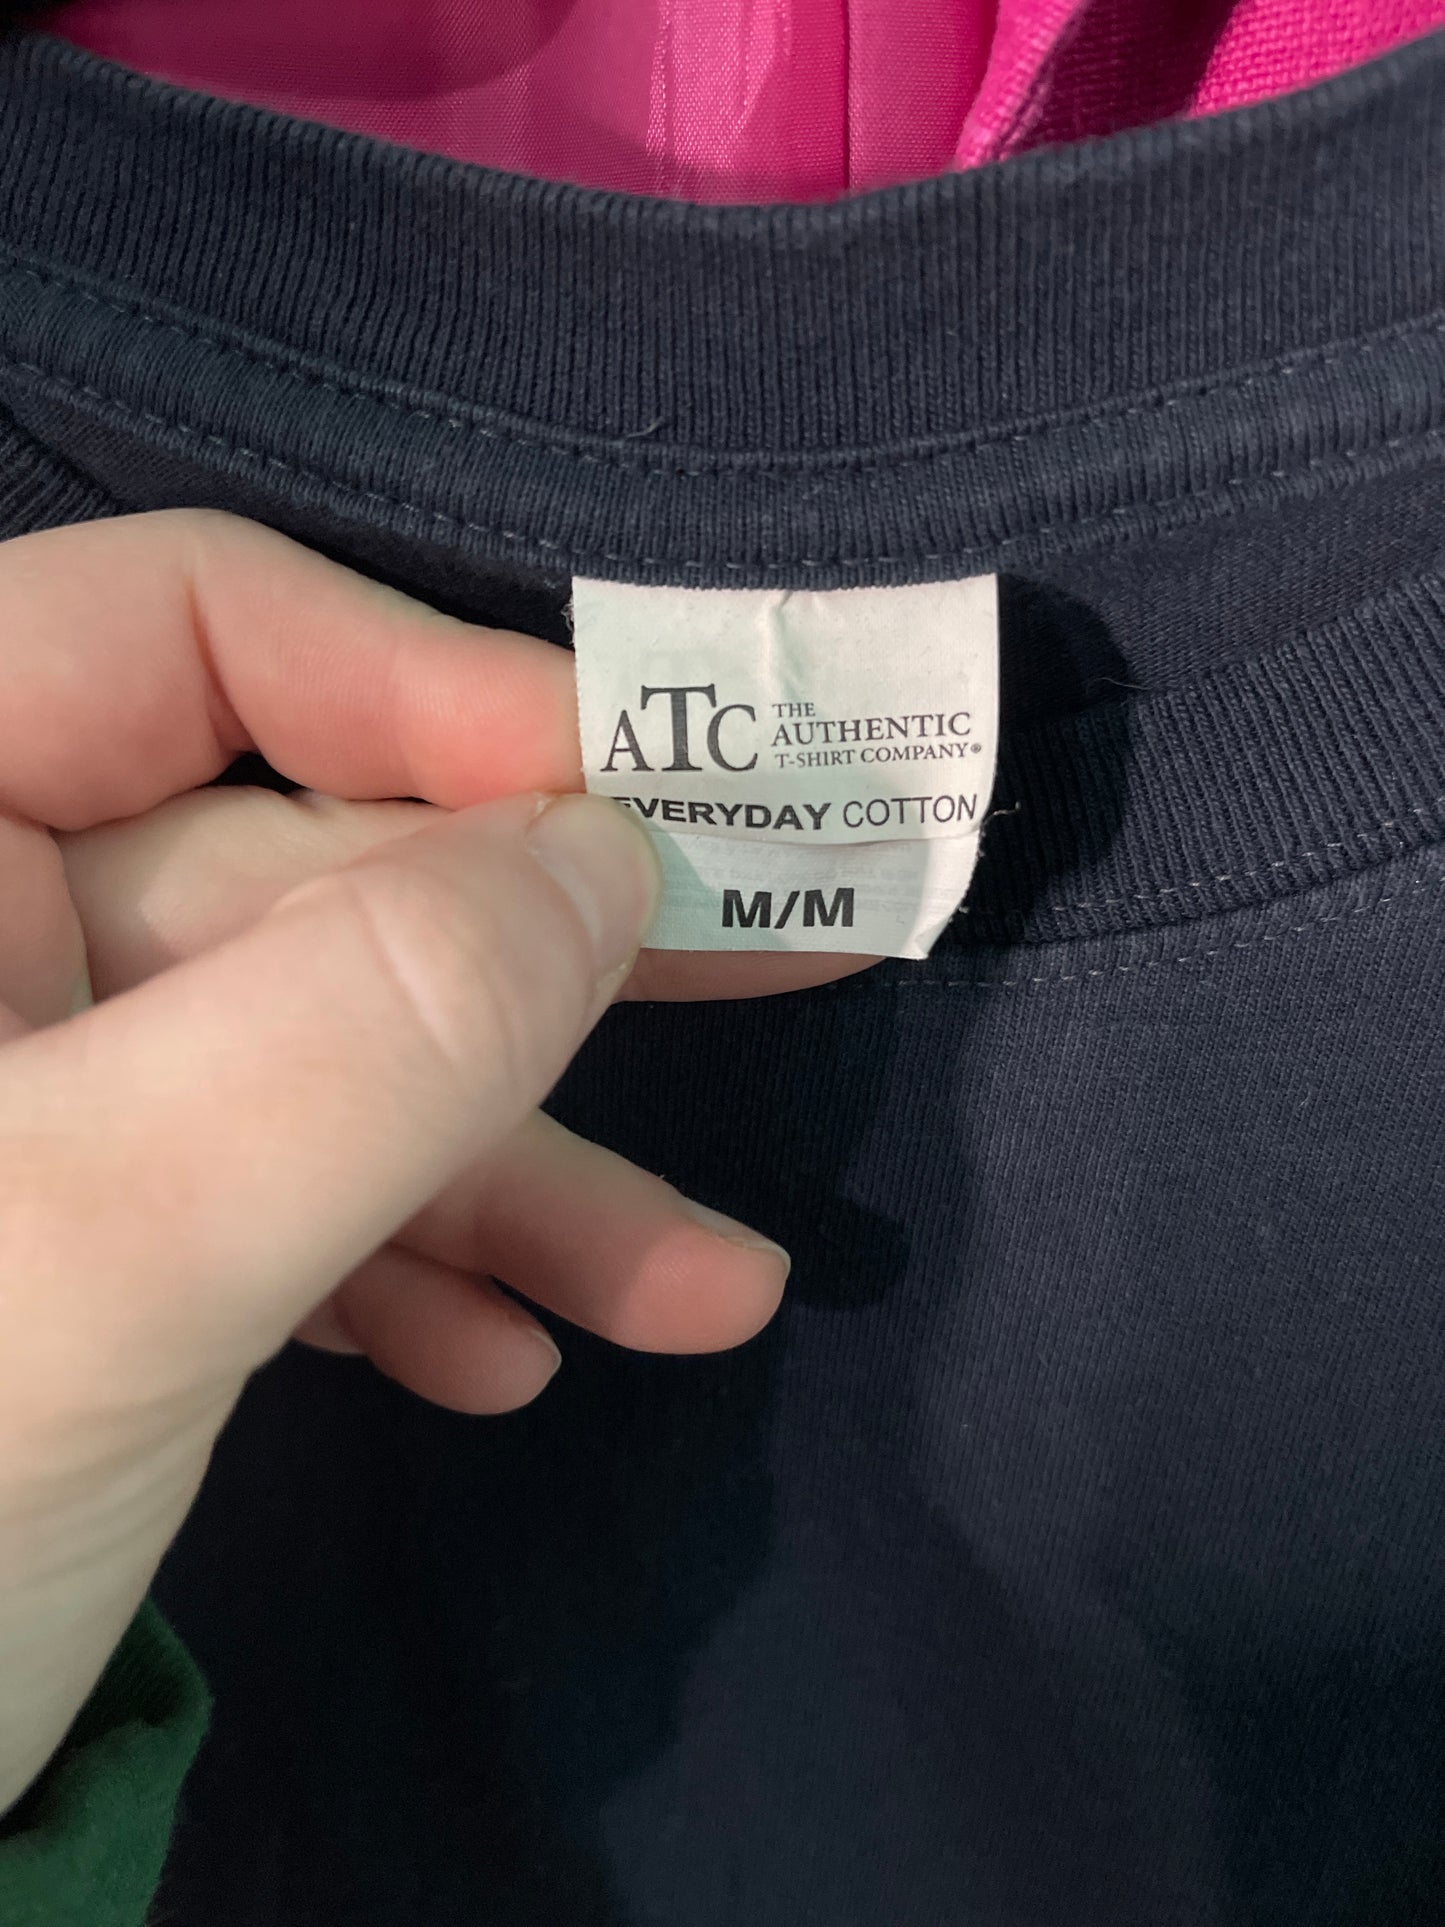 ATC THE
AUTHENTIC
T-SHIRT COMPANY®
EVERYDAY COTTON
M/M